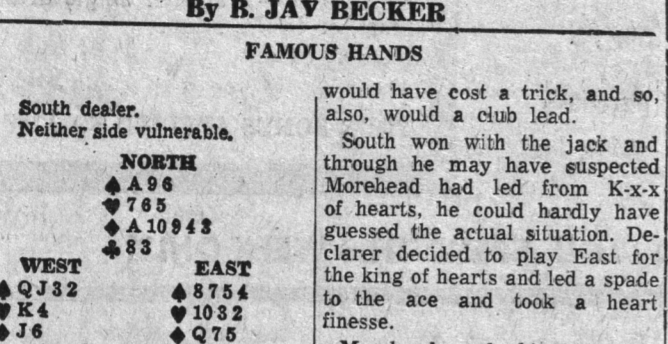 By B. JAY BECKER
FAMOUS HANDS
South dealer.
Neither side vulnerable.
NORTH
♠ A 9 6
♥ 7 6 5
♦ A 10 9 4 3
♣ 8 3
WEST
♠ Q J 3 2
♥ K 4
♦ J 6
EAST
♠ 8 7 5 4
♥ 10 3 2
♦ Q 7 5
would have cost a trick, and so,
also, would a club lead.
South won with the jack and
through he may have suspected
Morehead had led from K-x-x
of hearts, he could hardly have
guessed the actual situation. De-
clarer decided to play East for
the king of hearts and led a spade
to the ace and took a heart
finesse.